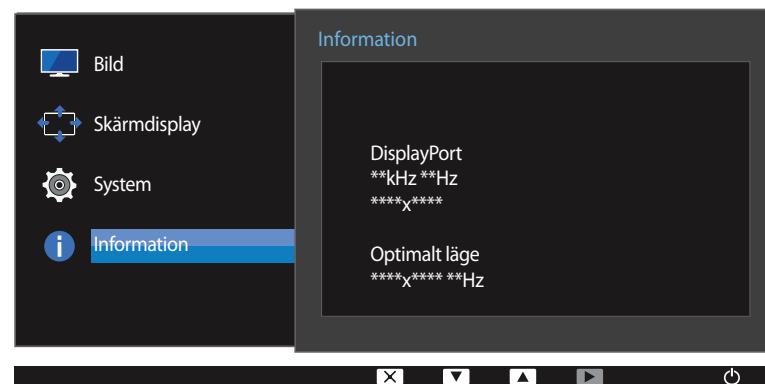 Bild
Skärmdisplay
System
Information
Information
DisplayPort
**kHz **Hz
****x****
Optimalt läge
****x**** **Hz